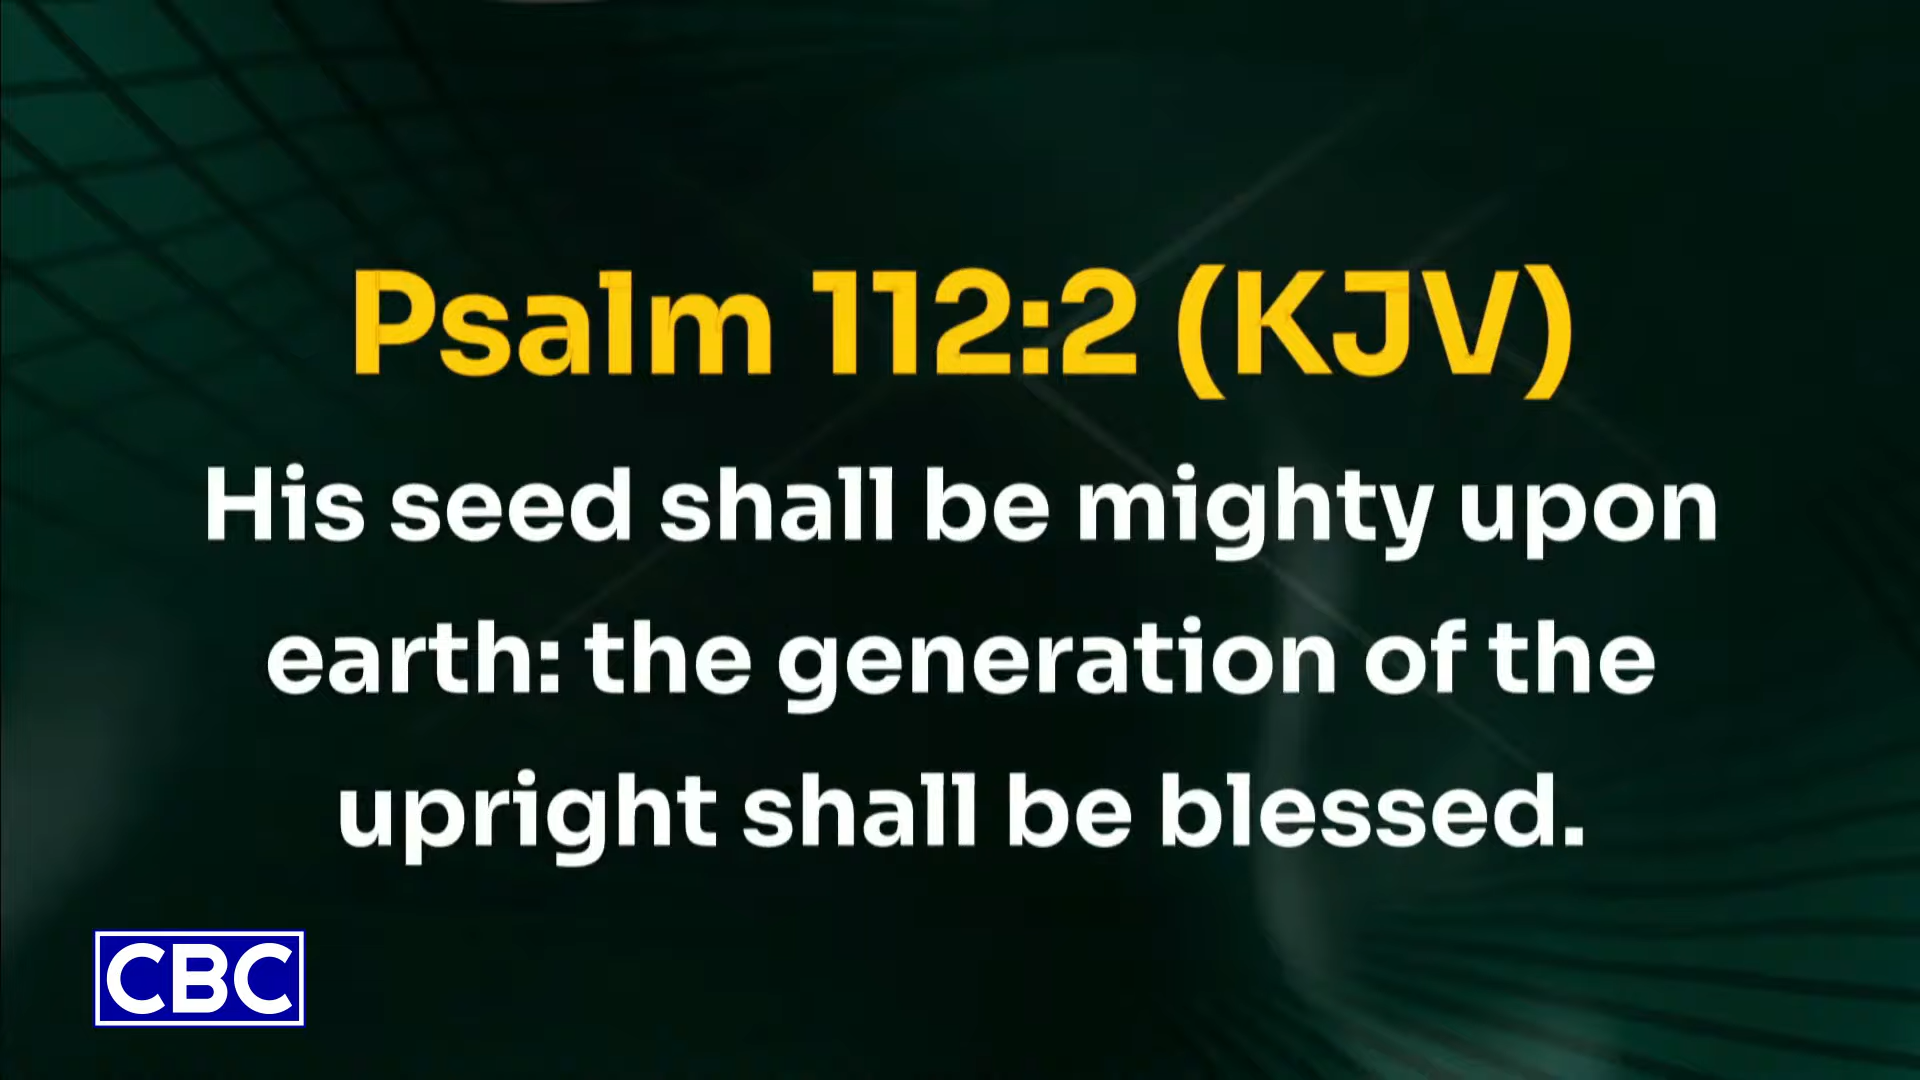 Psalm 112:2 (KJV)
His seed shall be mighty upon
earth: the generation of the
upright shall be blessed.
CBC